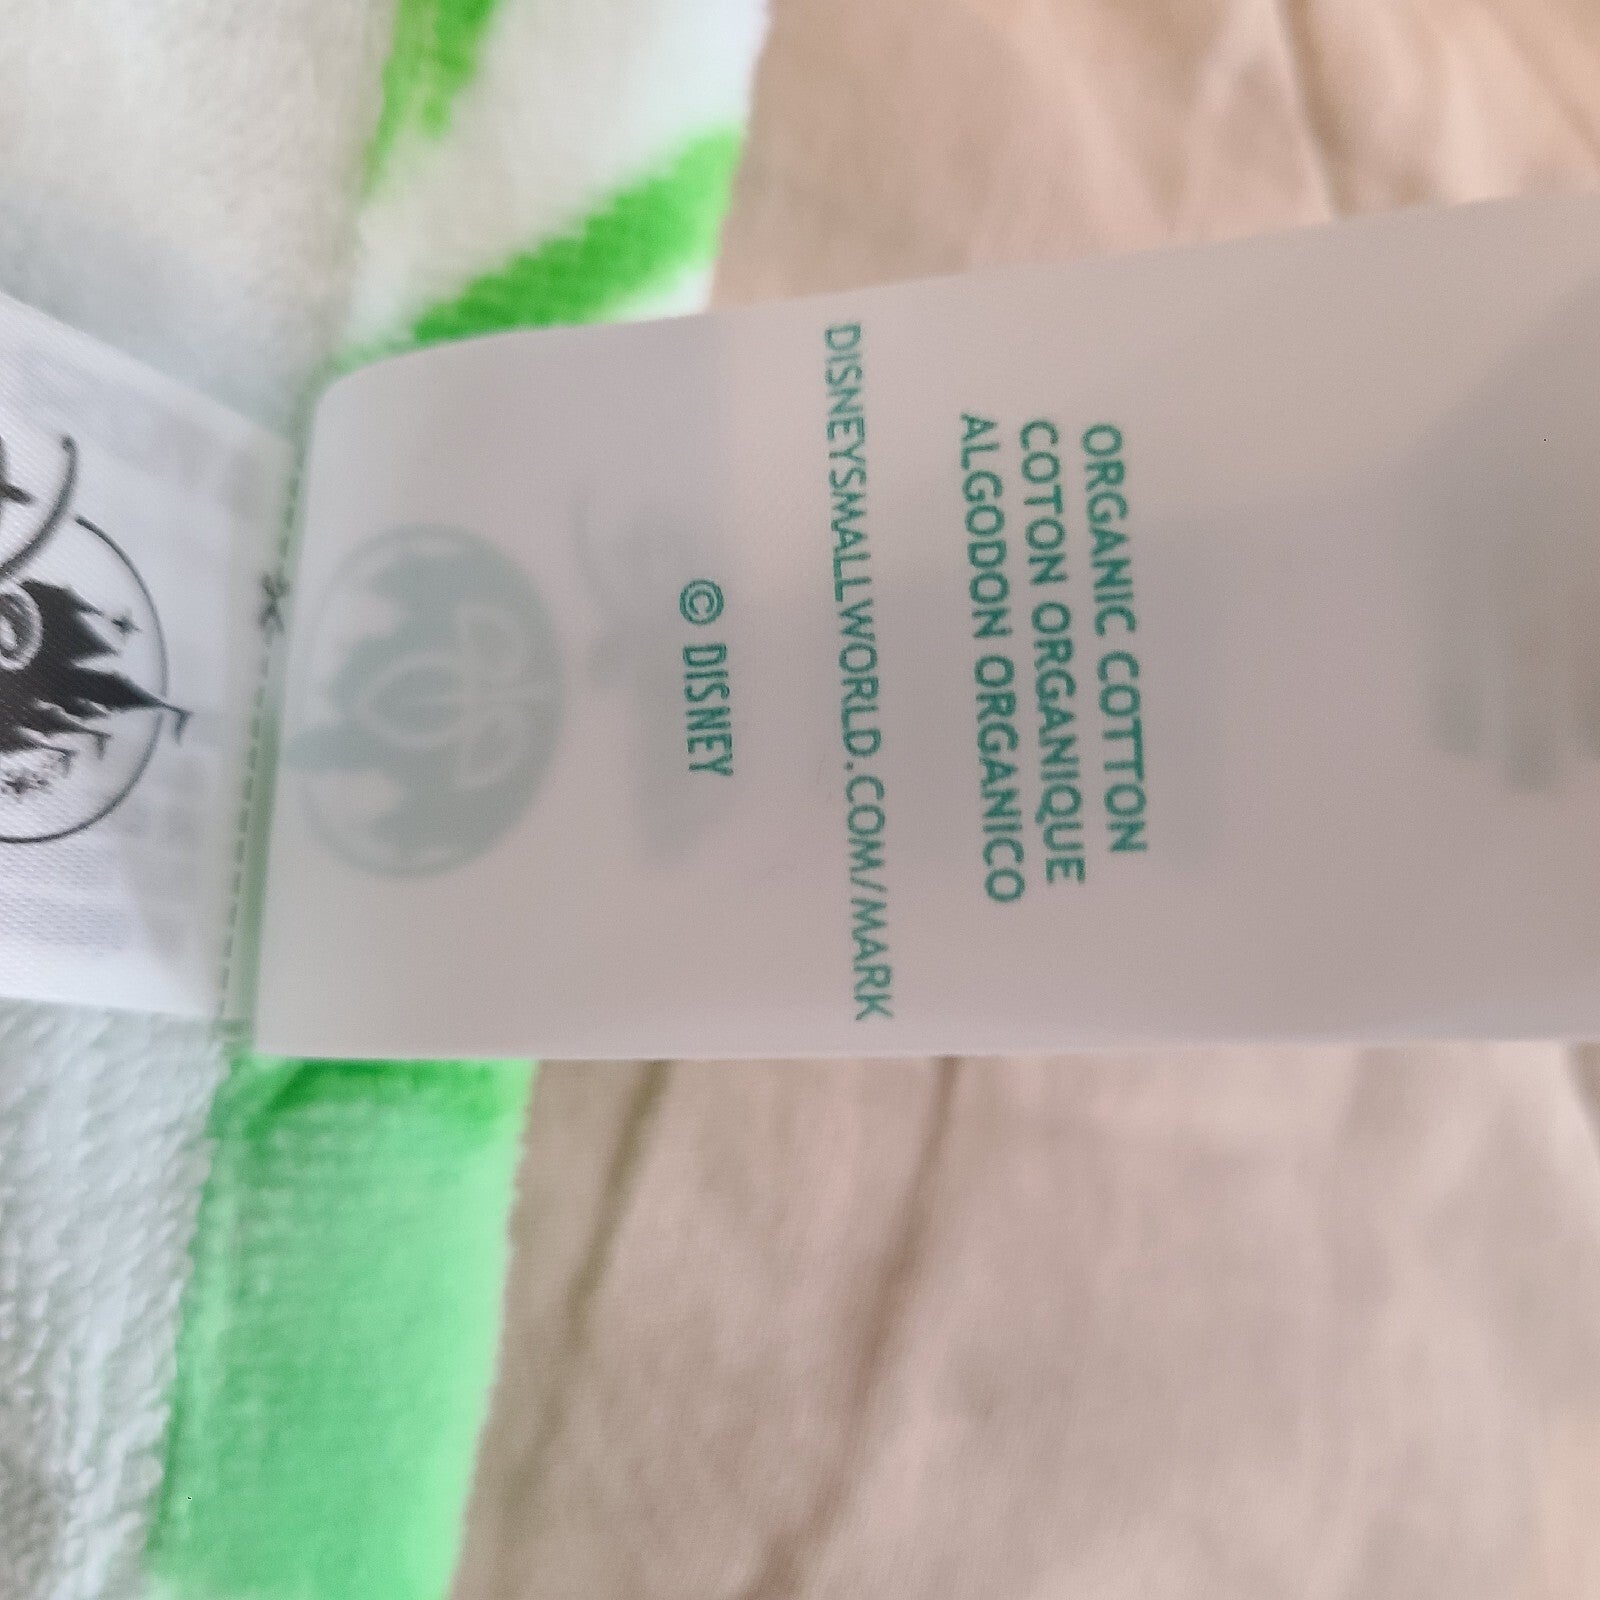 ORGANIC COTTON
COTON ORGANIQUE
ALGODON ORGANICO
DISNEYSMALLWORLD.COM/MARK
© DISNEY